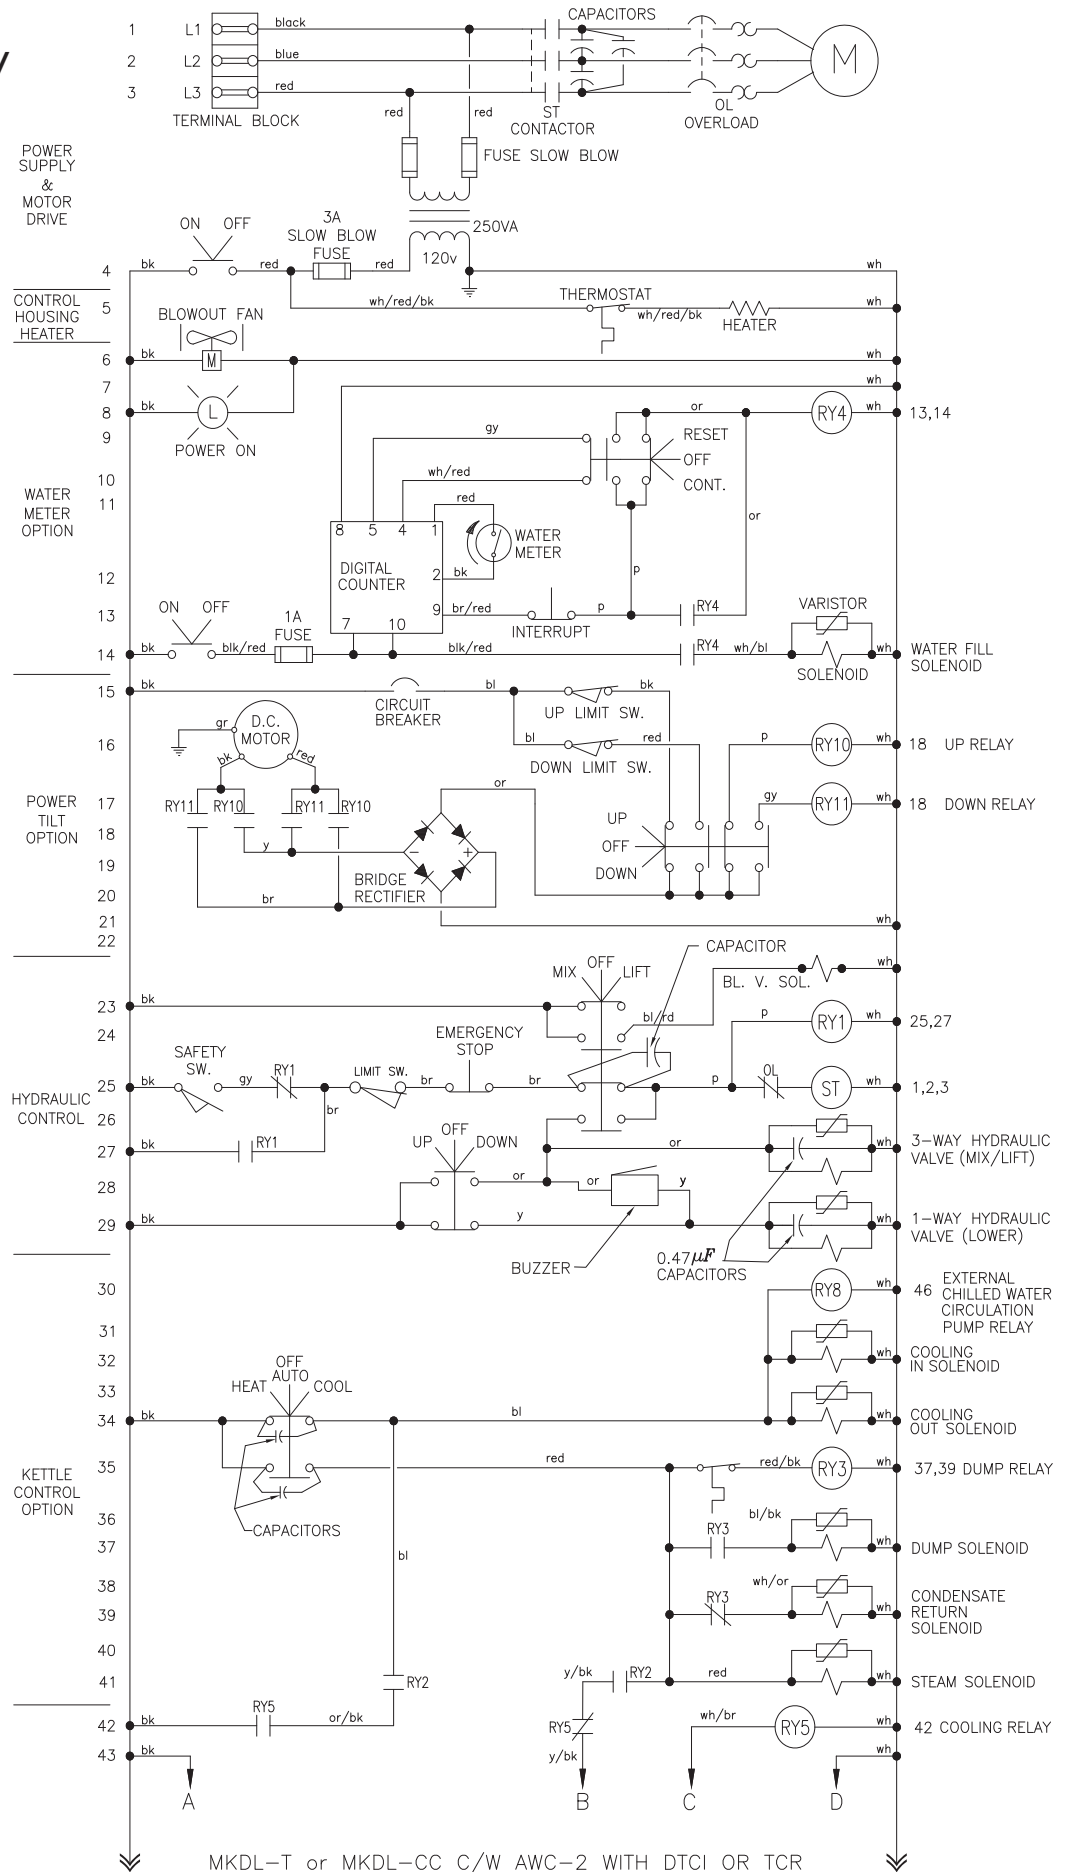 y
CAPACITORS
1 L1 black
2 L2 blue
3 L3 red
M
TERMINAL BLOCK
red red
ST
CONTACTOR
OL
OVERLOAD
FUSE SLOW BLOW
POWER
SUPPLY
&
MOTOR
DRIVE
ON OFF
3A
SLOW BLOW
FUSE
250VA
120v
4 bk red red wh
CONTROL
HOUSING
HEATER
5 wh/red/bk THERMOSTAT wh/red/bk wh
HEATER
BLOWOUT FAN
6 bk M wh
7 wh
8 bk L or RY4 wh 13,14
POWER ON
9 gy RESET
OFF
10 wh/red CONT.
WATER
METER
OPTION
11 red
or
8 5 4 1
WATER
METER
DIGITAL
COUNTER
12 2 bk p
13 9 br/red p RY4
INTERRUPT
7 10
ON OFF
1A
FUSE
VARISTOR
14 bk blk/red blk/red RY4 wh/bl wh WATER FILL
SOLENOID
SOLENOID
15 bk bl bk
CIRCUIT
BREAKER
UP LIMIT SW.
gr D.C.
MOTOR
16 bl red p RY10 wh 18 UP RELAY
bk red
DOWN LIMIT SW.
or
POWER
TILT
OPTION
17 RY11 RY10 RY11 RY10 gy RY11 wh 18 DOWN RELAY
18 y UP
OFF
DOWN
19 - +
BRIDGE
RECTIFIER
20 br
21 wh
22
CAPACITOR
MIX OFF LIFT
BL. V. SOL. wh
23 bk
bl/rd p RY1 wh 25,27
24
EMERGENCY
STOP
SAFETY
SW.
25 bk gy RY1 LIMIT SW. br br p OL ST wh 1,2,3
HYDRAULIC
CONTROL
br
26
27 bk RY1
UP OFF DOWN
or wh 3-WAY HYDRAULIC
VALVE (MIX/LIFT)
28 or or y
29 bk y wh 1-WAY HYDRAULIC
VALVE (LOWER)
BUZZER
0.47µF
CAPACITORS
30 RY8 wh 46 EXTERNAL
CHILLED WATER
CIRCULATION
PUMP RELAY
31
32 wh COOLING
IN SOLENOID
OFF
AUTO
HEAT COOL
33
34 bk bl wh COOLING
OUT SOLENOID
35 red red/bk RY3 wh 37,39 DUMP RELAY
KETTLE
CONTROL
OPTION
CAPACITORS
36 bl/bk
37 RY3 wh DUMP SOLENOID
bl
38 wh/or
39 RY3 wh CONDENSATE
RETURN
SOLENOID
40
41 RY2 y/bk RY2 red wh STEAM SOLENOID
42 bk RY5 or/bk RY5 wh/br RY5 wh 42 COOLING RELAY
43 bk y/bk wh
A B C D
MKDL-T or MKDL-CC C/W AWC-2 WITH DTCI OR TCR